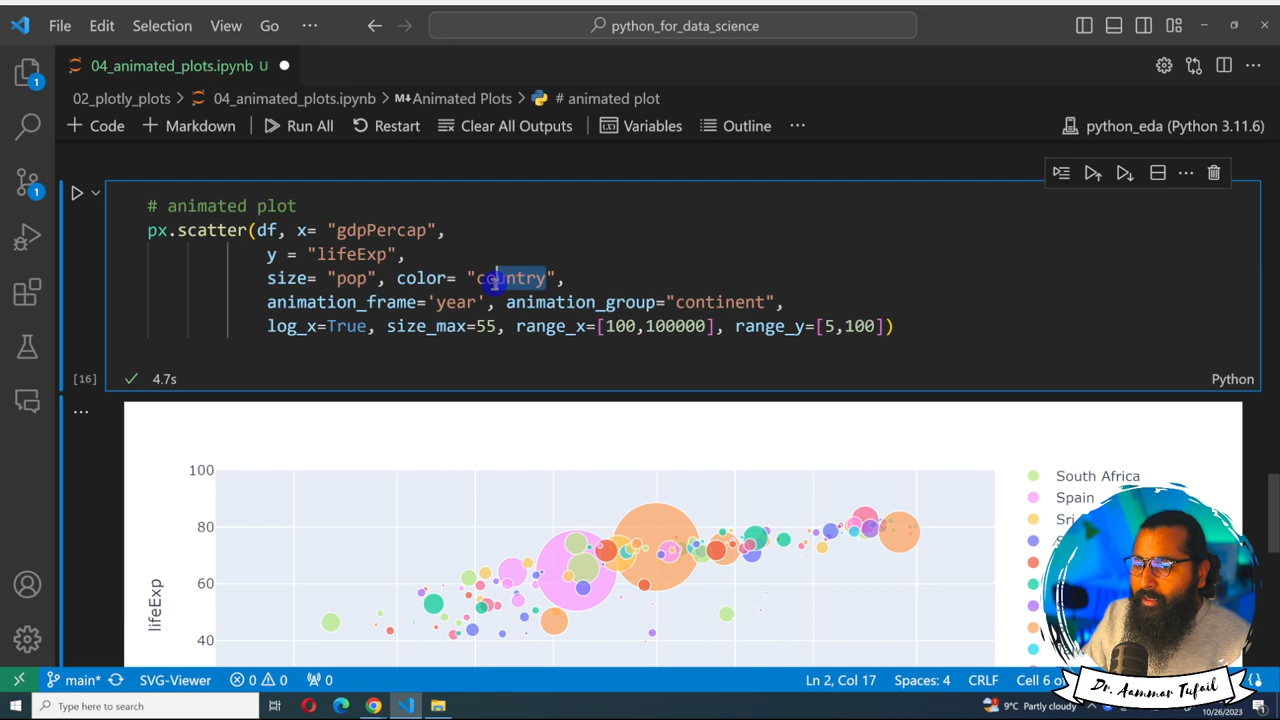 File Edit Selection View Go ··· python_for_data_science
04_animated_plots.ipynb U
02_plotly_plots > 04_animated_plots.ipynb > M↓Animated Plots > # animated plot
+ Code + Markdown Run All Restart Clear All Outputs Variables Outline ··· python_eda (Python 3.11.6)
# animated plot
px.scatter(df, x= "gdpPercap",
y = "lifeExp",
size= "pop", color= "country",
animation_frame='year', animation_group="continent",
log_x=True, size_max=55, range_x=[100,100000], range_y=[5,100])
[16] 4.7s Python
100
80
60
40
lifeExp
South Africa
Spain
Sri
1
1
main* SVG-Viewer 0 0 0 Ln 2, Col 17 Spaces: 4 CRLF Cell 6 o
Dr. Aammar Tufail
Type here to search 9°C Partly cloudy 10/26/2023